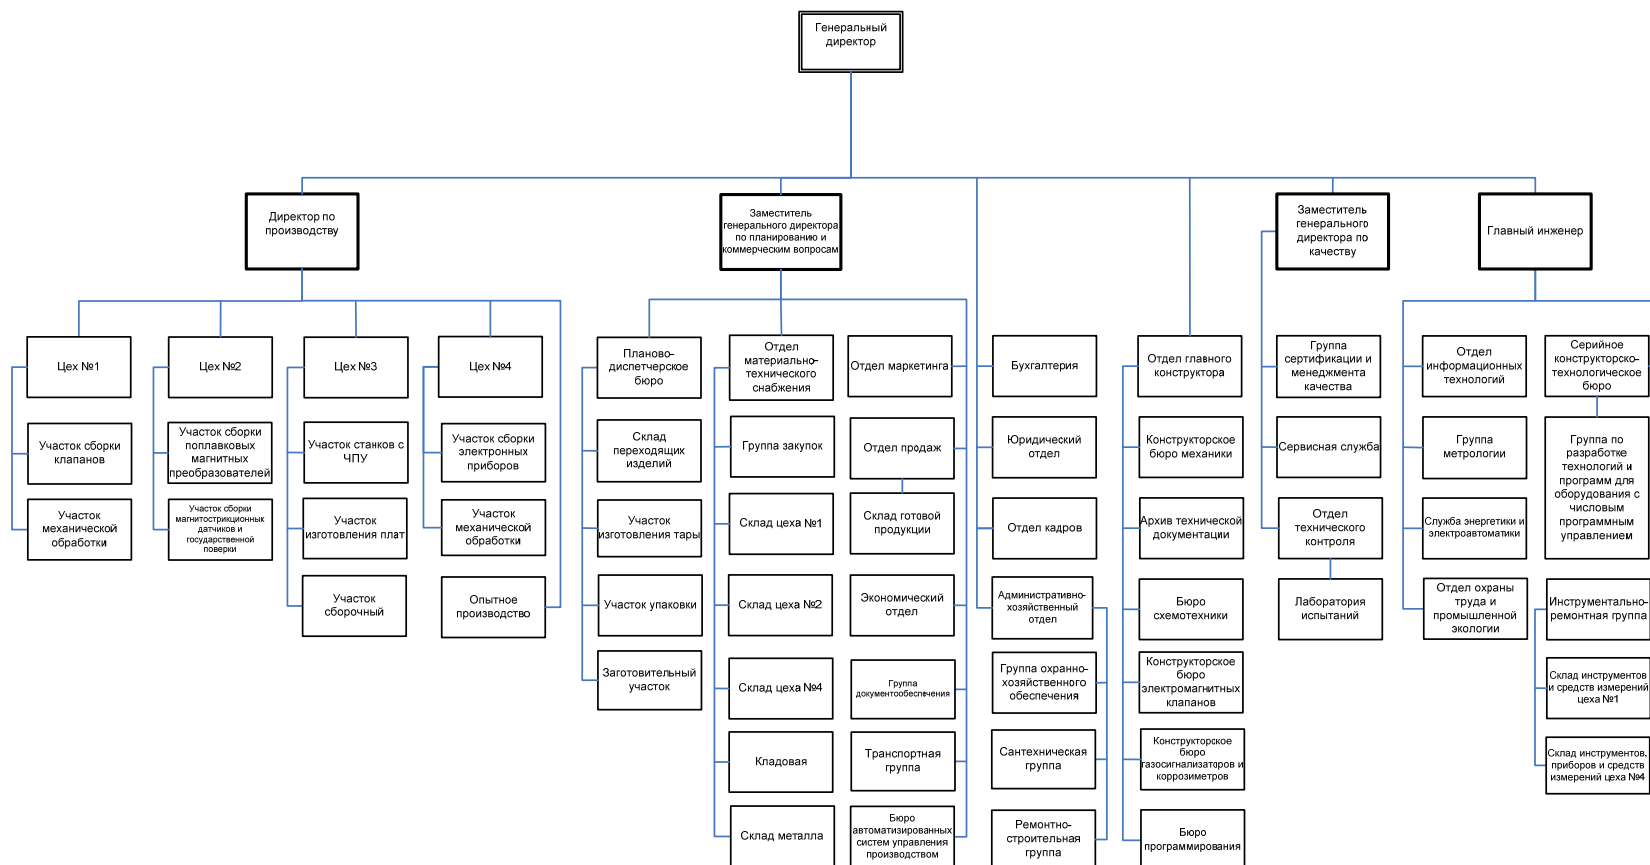 Генеральный
директор
Директор по
производству
Заместитель
генерального директора
по планированию и
коммерческим вопросам
Заместитель
генерального
директора по
качеству
Главный инженер
Цех №1
Цех №2
Цех №3
Цех №4
Планово-
диспетчерское
бюро
Отдел
материально-
технического
снабжения
Отдел маркетинга
Бухгалтерия
Отдел главного
конструктора
Группа
сертификации и
менеджмента
качества
Отдел
информационных
технологий
Серийное
конструкторско-
технологическое
бюро
Участок сборки
клапанов
Участок сборки
поплавковых
магнитных
преобразователей
Участок станков с
ЧПУ
Участок сборки
электронных
приборов
Склад
переходящих
изделий
Группа закупок
Отдел продаж
Юридический
отдел
Конструкторское
бюро механики
Сервисная служба
Группа
метрологии
Группа по
разработке
технологий и
программ для
оборудования с
числовым
программным
управлением
Участок
механической
обработки
Участок сборки
магнитострикционных
датчиков и
государственной
поверки
Участок
изготовления плат
Участок
механической
обработки
Участок
изготовления тары
Склад цеха №1
Склад готовой
продукции
Отдел кадров
Архив технической
документации
Отдел
технического
контроля
Служба энергетики и
электроавтоматики
Участок
сборочный
Опытное
производство
Участок упаковки
Склад цеха №2
Экономический
отдел
Административно-
хозяйственный
отдел
Бюро
схемотехники
Лаборатория
испытаний
Отдел охраны
труда и
промышленной
экологии
Инструментально-
ремонтная группа
Заготовительный
участок
Склад цеха №4
Группа
документообеспечения
Группа охранно-
хозяйственного
обеспечения
Конструкторское
бюро
электромагнитных
клапанов
Склад инструментов
и средств измерений
цеха №1
Кладовая
Транспортная
группа
Сантехническая
группа
Конструкторское
бюро
газосигнализаторов и
коррозиметров
Склад инструментов,
приборов и средств
измерений цеха №4
Склад металла
Бюро
автоматизированных
систем управления
производством
Ремонтно-
строительная
группа
Бюро
программирования